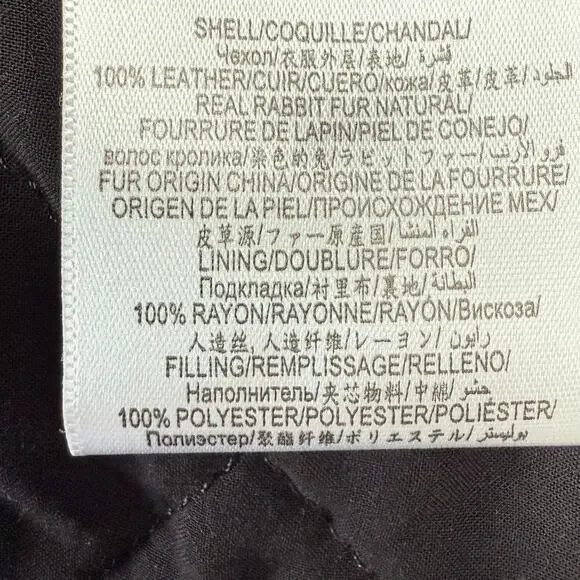 SHELL/COQUILLE/CHANDAL/
Чехол/衣服外层/表地/قشرة/
100% LEATHER/CUIR/CUERO/кожа/皮革/皮革/الجلود/
REAL RABBIT FUR NATURAL/
FOURRURE DE LAPIN/PIEL DE CONEJO/
волос кролика/染色的兔/ラビットファー/فرو الأرنب/
FUR ORIGIN CHINA/ORIGINE DE LA FOURRURE/
ORIGEN DE LA PIEL/ПРОИСХОЖДЕНИЕ МЕХ/
皮草源/ファー原産国/الفراء المنشأ/
LINING/DOUBLURE/FORRO/
Подкладка/衬里布/裏地/البطانة/
100% RAYON/RAYONNE/RAYÓN/Вискоза/
人造丝, 人造纤维/レーヨン/رايون/
FILLING/REMPLISSAGE/RELLENO/
Наполнитель/夹芯物料/中綿/حشو/
100% POLYESTER/POLYESTER/POLIÉSTER/
Полиэстер/聚酯纤维/ポリエステル/بوليستر/